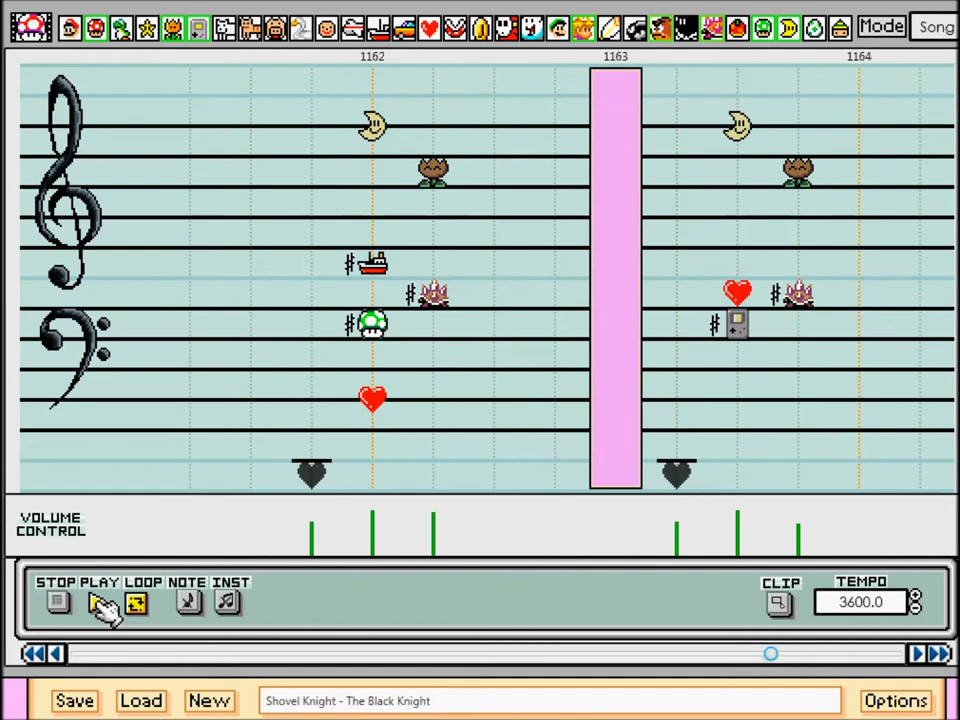 Mode Song
1162 1163 1164
VOLUME
CONTROL
STOP PLAY LOOP NOTE INST CLIP TEMPO
3600.0
Save Load New Shovel Knight - The Black Knight Options